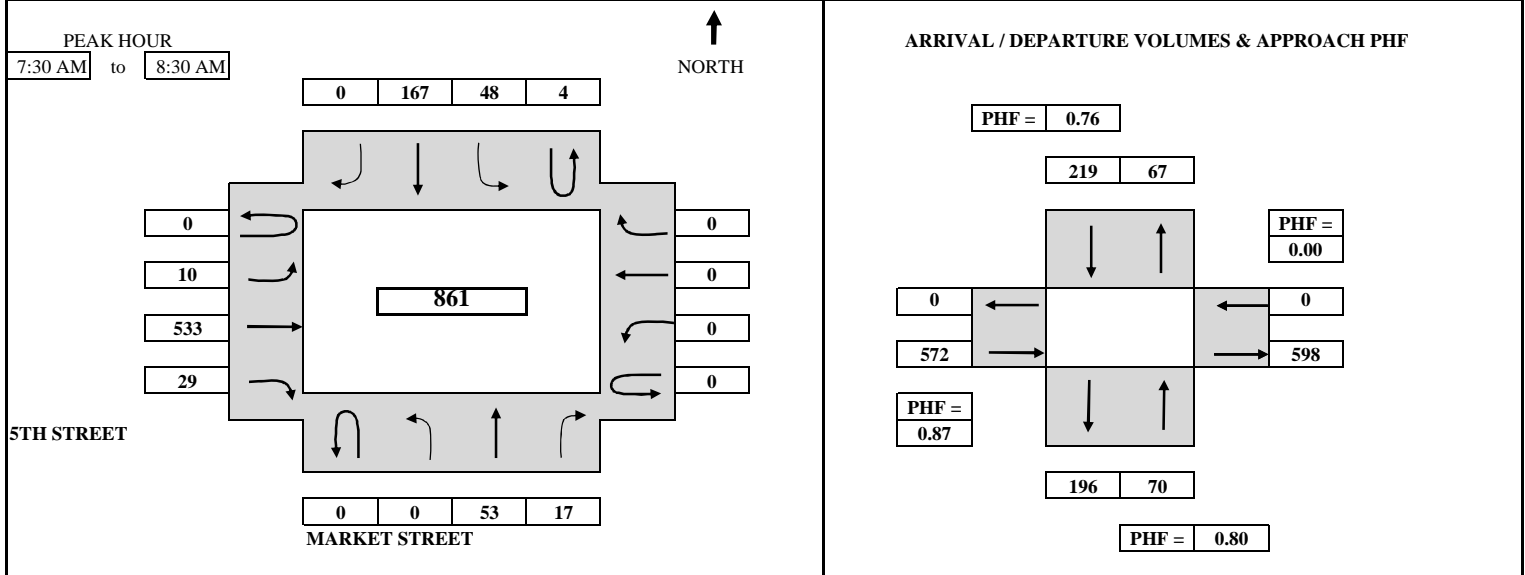 PEAK HOUR
7:30 AM to 8:30 AM
NORTH
0 167 48 4
0 0
10 0
861
533 0
29 0
5TH STREET
0 0 53 17
MARKET STREET
ARRIVAL / DEPARTURE VOLUMES & APPROACH PHF
PHF = 0.76
219 67
PHF =
0.00
0 0
572 598
PHF =
0.87
196 70
PHF = 0.80